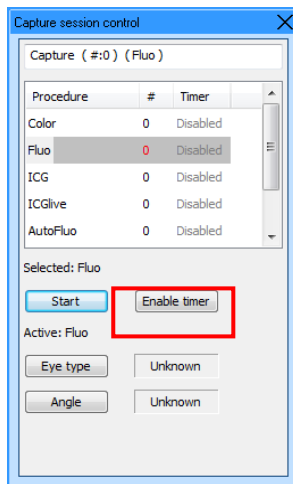 Capture session control
Capture ( #:0 ) ( Fluo )
Procedure # Timer
Color 0 Disabled
Fluo 0 Disabled
ICG 0 Disabled
ICGlive 0 Disabled
AutoFluo 0 Disabled
Selected: Fluo
Start Enable timer
Active: Fluo
Eye type Unknown
Angle Unknown